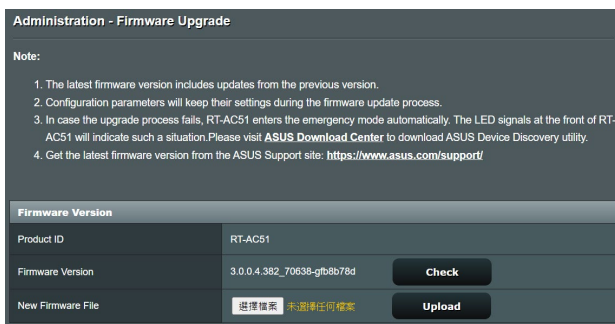 Administration - Firmware Upgrade
Note:
1. The latest firmware version includes updates from the previous version.
2. Configuration parameters will keep their settings during the firmware update process.
3. In case the upgrade process fails, RT-AC51 enters the emergency mode automatically. The LED signals at the front of RT-
AC51 will indicate such a situation.Please visit ASUS Download Center to download ASUS Device Discovery utility.
4. Get the latest firmware version from the ASUS Support site: https://www.asus.com/support/
Firmware Version
Product ID RT-AC51
Firmware Version 3.0.0.4.382_70638-gfb8b78d Check
New Firmware File 選擇檔案 未選擇任何檔案 Upload